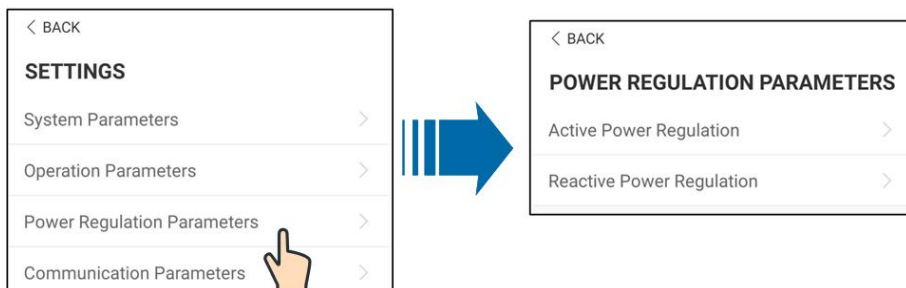 < BACK
SETTINGS
System Parameters
Operation Parameters
Power Regulation Parameters
Communication Parameters
< BACK
POWER REGULATION PARAMETERS
Active Power Regulation
Reactive Power Regulation